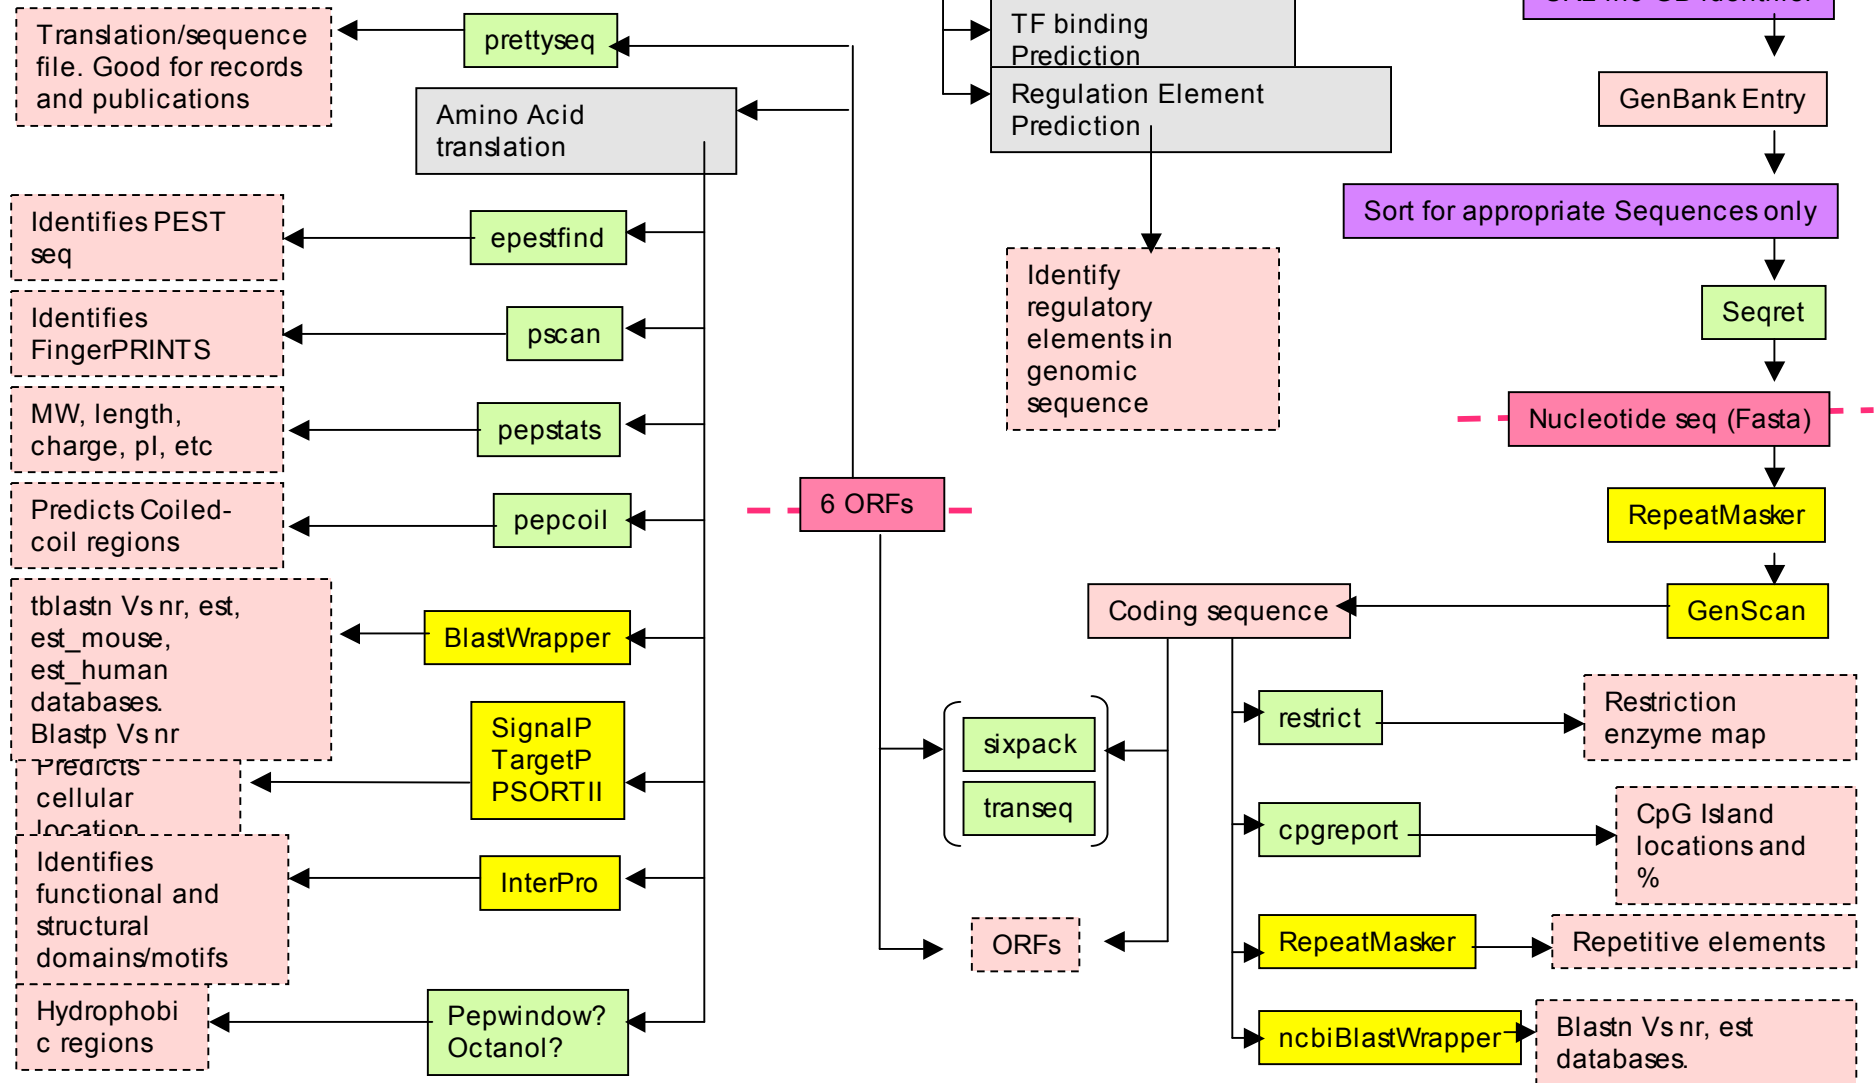 Translation/sequence
file. Good for records
and publications
prettyseq
Amino Acid
translation
Identifies PEST
seq
epestfind
Identifies
FingerPRINTS
pscan
MW, length,
charge, pI, etc
pepstats
Predicts Coiled-
coil regions
pepcoil
tblastn Vs nr, est,
est_mouse,
est_human
databases.
Blastp Vs nr
BlastWrapper
Predicts
cellular
location
SignalP
TargetP
PSORTII
Identifies
functional and
structural
domains/motifs
InterPro
Hydrophobi
c regions
Pepwindow?
Octanol?
TF binding
Prediction
Regulation Element
Prediction
Identify
regulatory
elements in
genomic
sequence
6 ORFs
sixpack
transeq
ORFs
GenBank Entry
Sort for appropriate Sequences only
Seqret
Nucleotide seq (Fasta)
RepeatMasker
GenScan
Coding sequence
restrict
Restriction
enzyme map
cpgreport
CpG Island
locations and
%
RepeatMasker
Repetitive elements
ncbiBlastWrapper
Blastn Vs nr, est
databases.